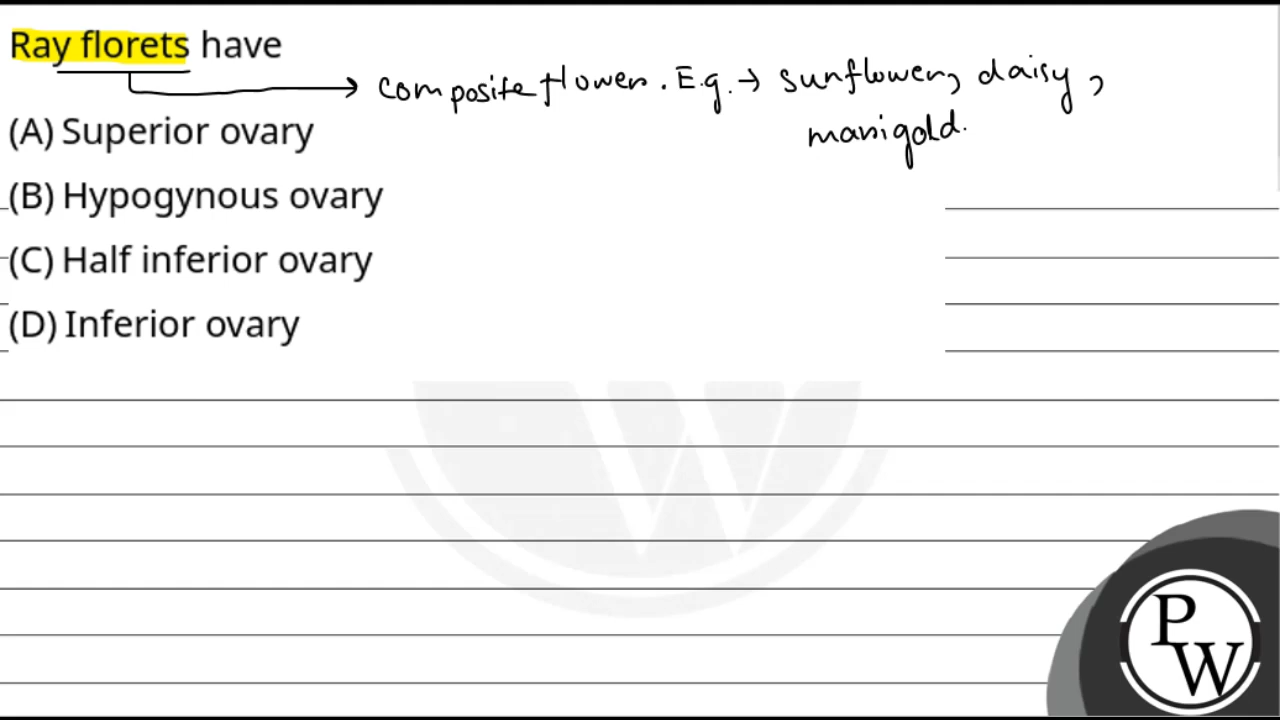 Ray florets have
composite flower. E.g. → sunflower, daisy,
marigold.
(A) Superior ovary
(B) Hypogynous ovary
(C) Half inferior ovary
(D) Inferior ovary
PW